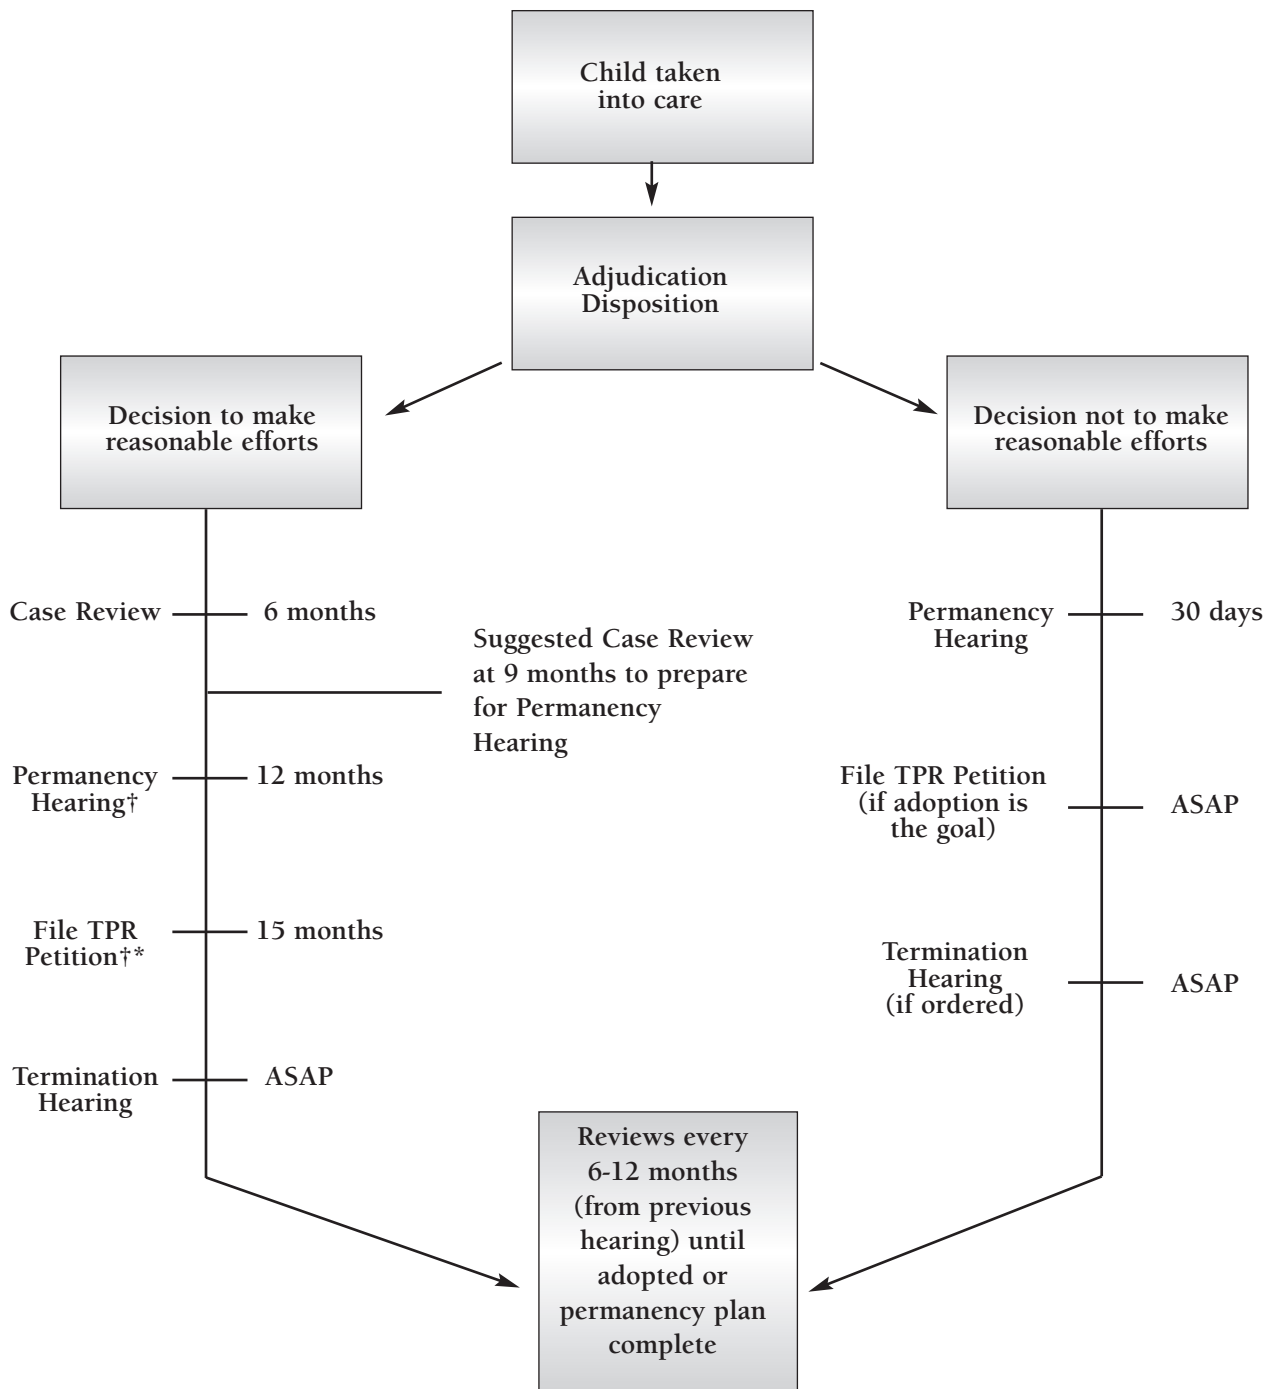 Child taken
into care
Adjudication
Disposition
Decision to make
reasonable efforts
Decision not to make
reasonable efforts
Case Review
6 months
Suggested Case Review
at 9 months to prepare
for Permanency
Hearing
Permanency
Hearing†
12 months
File TPR
Petition†*
15 months
Termination
Hearing
ASAP
Permanency
Hearing
30 days
File TPR Petition
(if adoption is
the goal)
ASAP
Termination
Hearing
(if ordered)
ASAP
Reviews every
6-12 months
(from previous
hearing) until
adopted or
permanency plan
complete